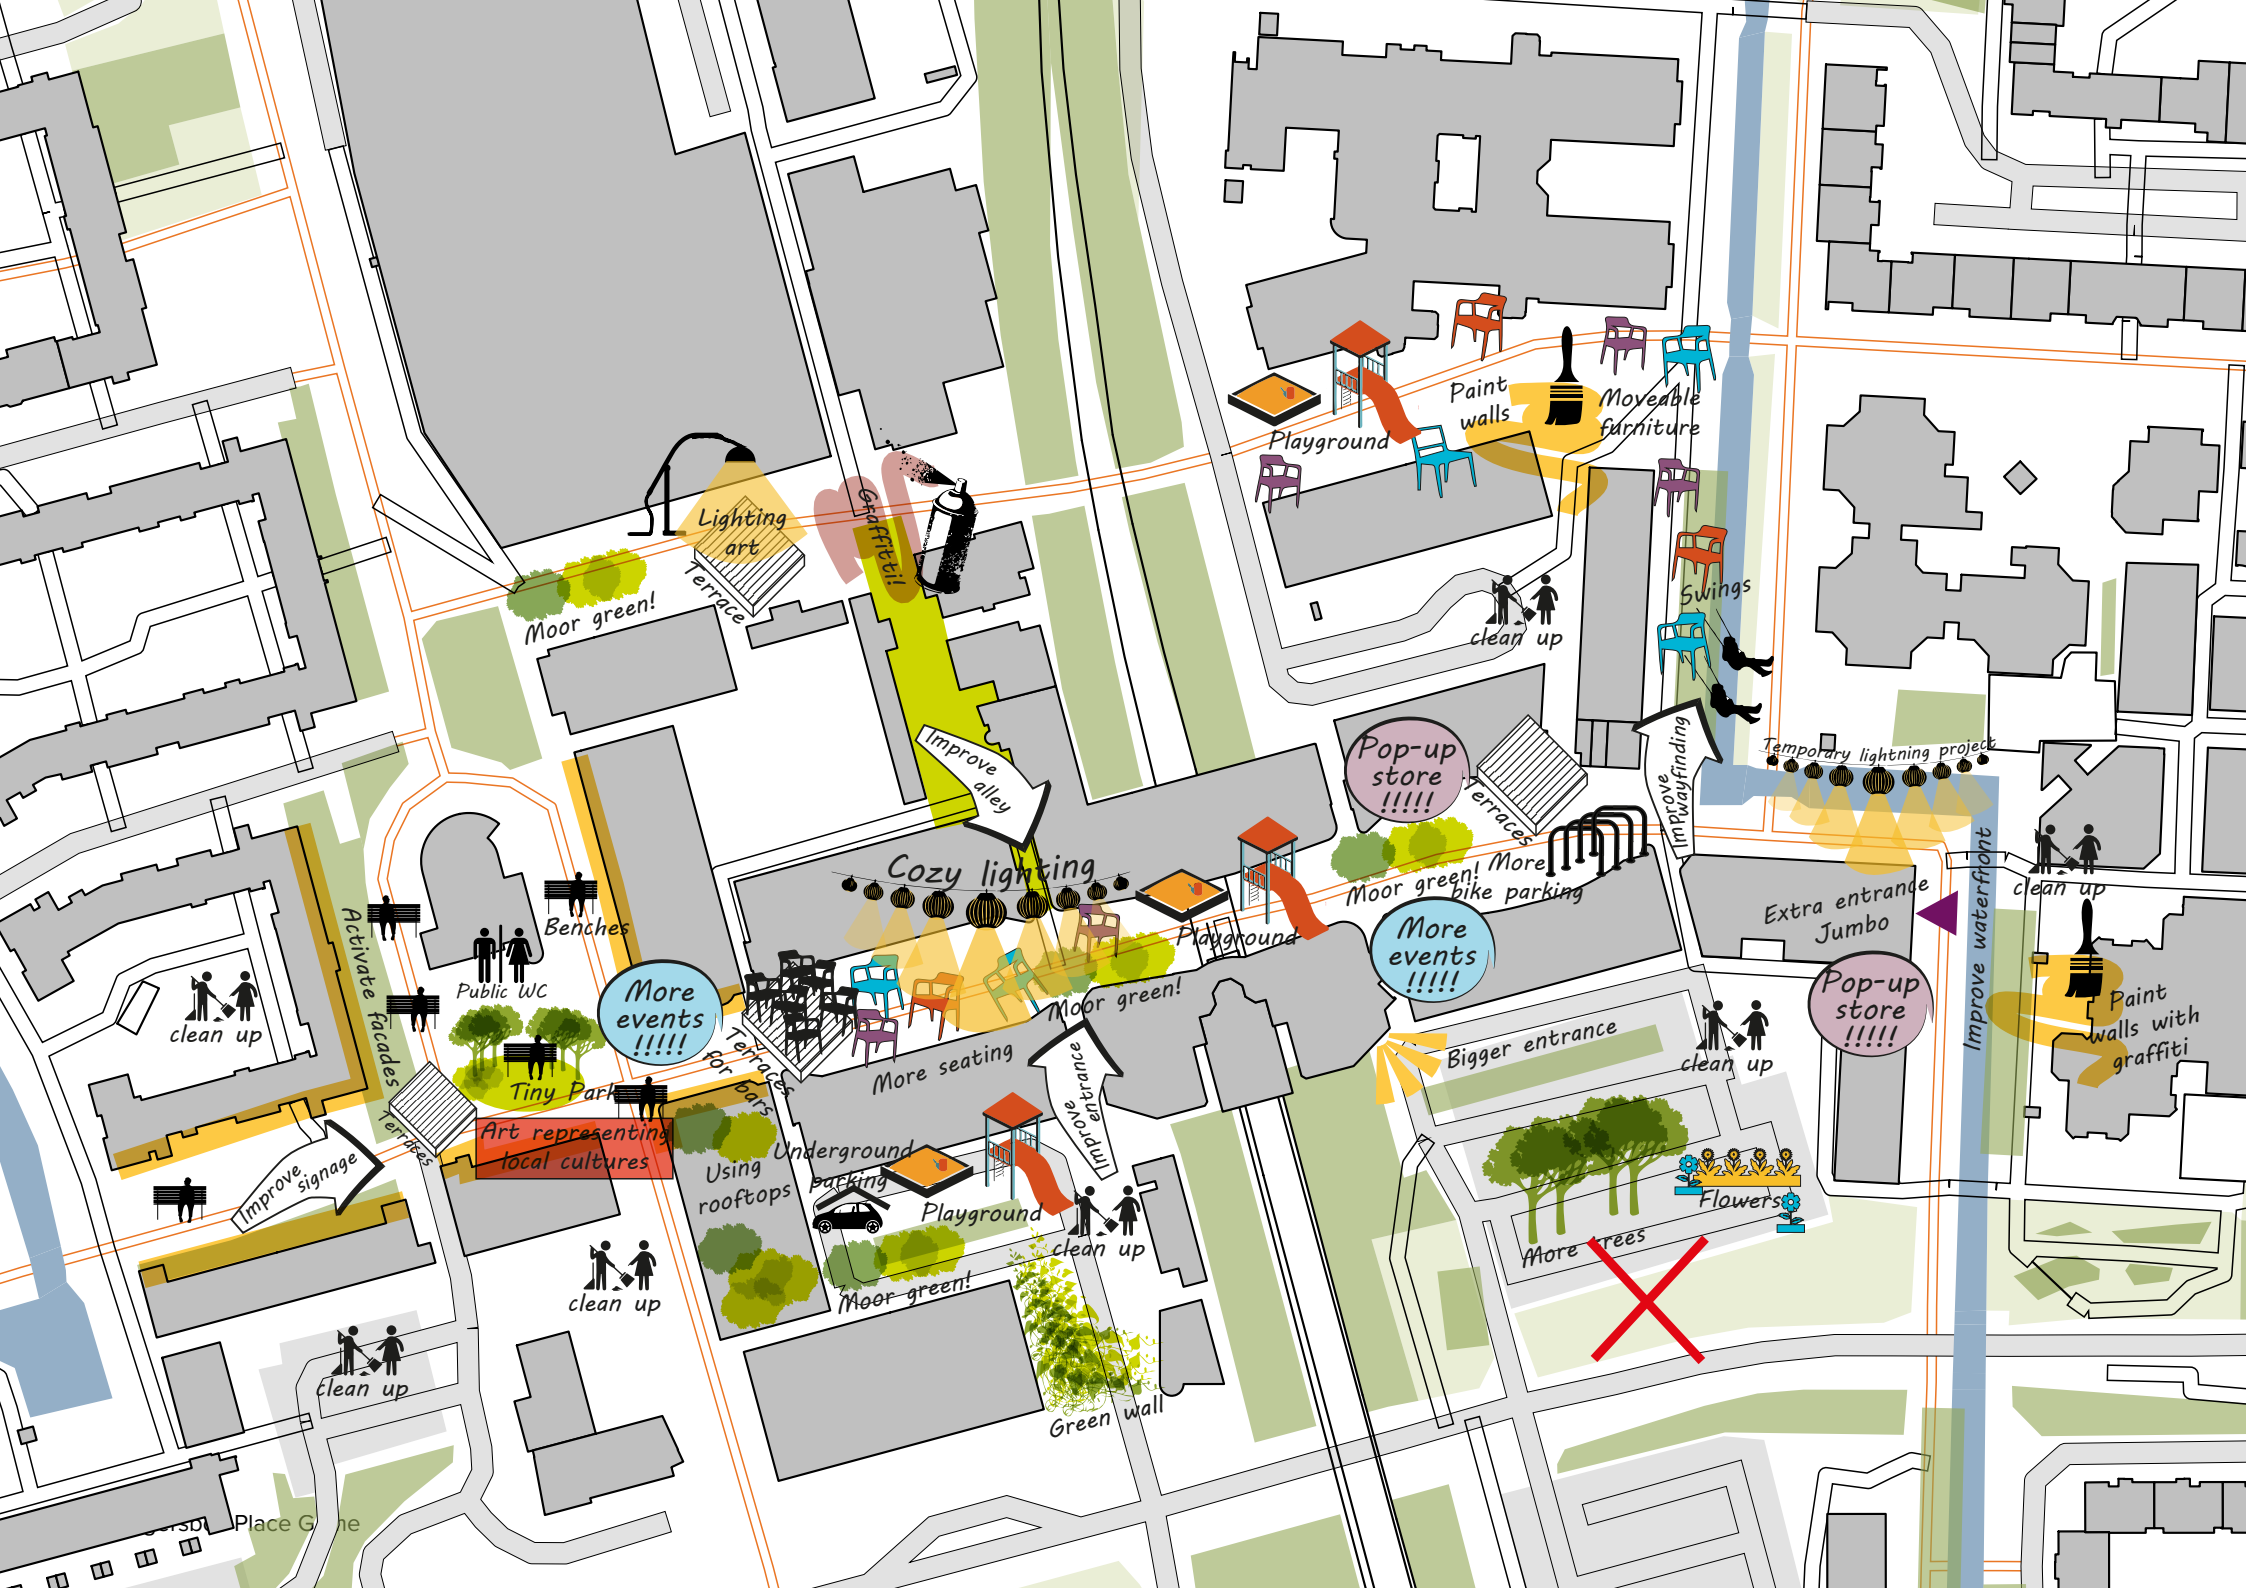 Paint
walls
Moveable
furniture
Playground
Lighting
art
Graffitti!
Terrace
Moor green!
Swings
clean up
Improve
alley
Pop-up
store
!!!!!
Terraces
Improve
wayfinding
Temporary lightning project
Cozy lighting
More
bike parking
Moor green!
Playground
clean up
Extra entrance
Jumbo
Improve waterfront
Activate facades
Benches
Public WC
More
events
!!!!!
More
events
!!!!!
Moor green!
Pop-up
store
!!!!!
Paint
walls with
graffiti
clean up
Terraces
for bars
More seating
Improve
entrance
Bigger entrance
clean up
Tiny Park
Terrates
Art representing
local cultures
Improve
signage
Using
rooftops
Underground
parking
Playground
clean up
Moor green!
Flowers
More trees
clean up
clean up
Green wall
Place